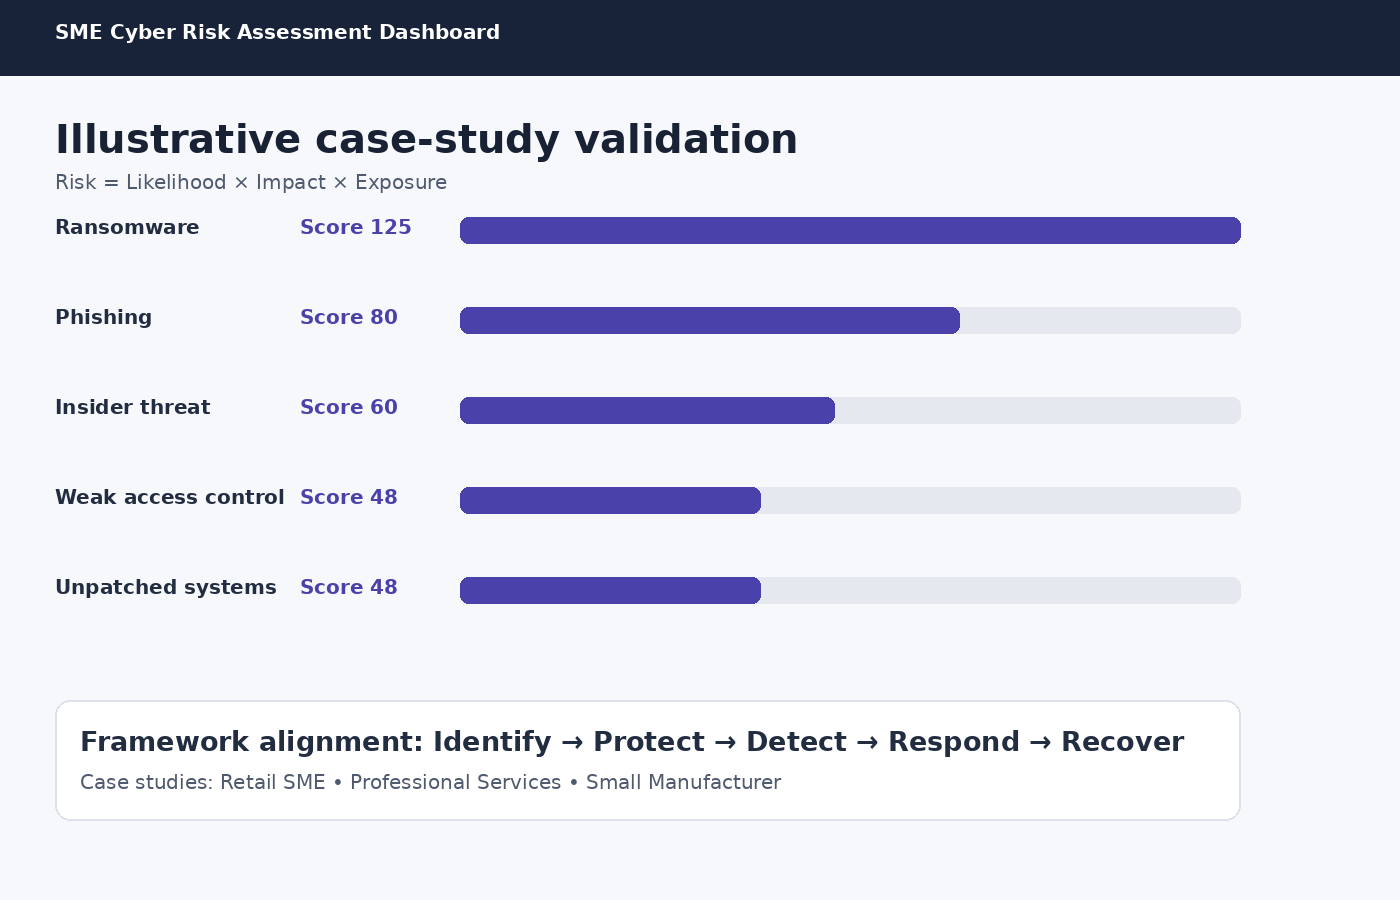 SME Cyber Risk Assessment Dashboard
Illustrative case-study validation
Risk = Likelihood × Impact × Exposure
Ransomware Score 125
Phishing Score 80
Insider threat Score 60
Weak access control Score 48
Unpatched systems Score 48
Framework alignment: Identify → Protect → Detect → Respond → Recover
Case studies: Retail SME • Professional Services • Small Manufacturer